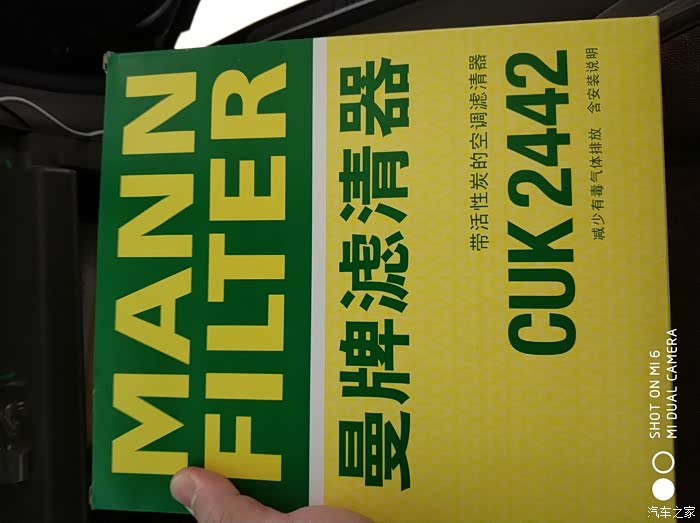 MANN
FILTER
曼牌滤清器
带活性炭的空调滤清器
CUK 2442
减少有毒气体排放 含安装说明
SHOT ON MI 6
MI DUAL CAMERA
汽车之家